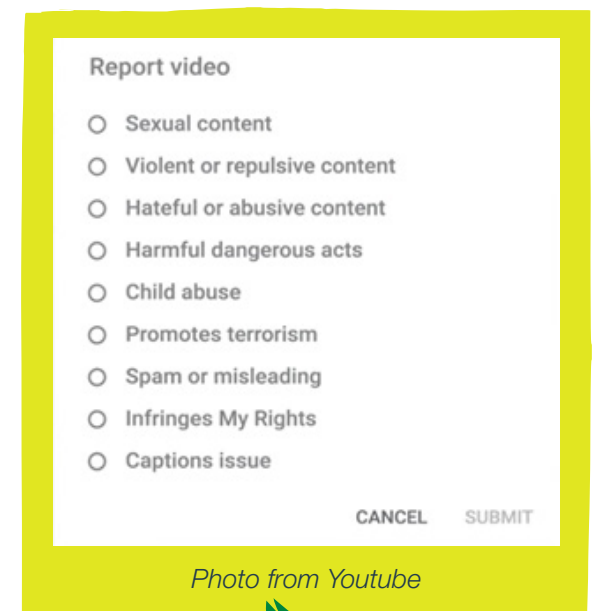 Report video
Sexual content
Violent or repulsive content
Hateful or abusive content
Harmful dangerous acts
Child abuse
Promotes terrorism
Spam or misleading
Infringes My Rights
Captions issue
CANCEL SUBMIT
Photo from Youtube